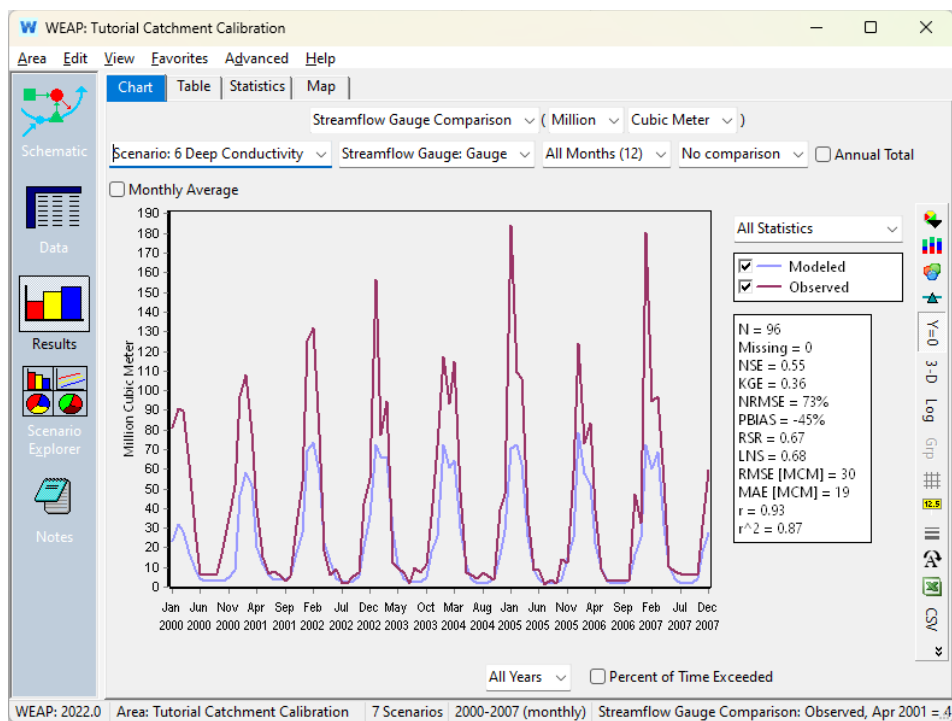 WEAP: Tutorial Catchment Calibration
Area Edit View Favorites Advanced Help
Schematic
Data
Results
Scenario
Explorer
Notes
Chart Table Statistics Map
Streamflow Gauge Comparison ( Million Cubic Meter )
Scenario: 6 Deep Conductivity Streamflow Gauge: Gauge All Months (12) No comparison Annual Total
Monthly Average
Million Cubic Meter
190
180
170
160
150
140
130
120
110
100
90
80
70
60
50
40
30
20
10
0
Jan Jun Nov Apr Sep Feb Jul Dec May Oct Mar Aug Jan Jun Nov Apr Sep Feb Jul Dec
2000 2000 2000 2001 2001 2002 2002 2002 2003 2003 2004 2004 2005 2005 2005 2006 2006 2007 2007 2007
All Statistics
Modeled
Observed
N = 96
Missing = 0
NSE = 0.55
KGE = 0.36
NRMSE = 73%
PBIAS = -45%
RSR = 0.67
LNS = 0.68
RMSE [MCM] = 30
MAE [MCM] = 19
r = 0.93
r^2 = 0.87
Y=0
3-D
Log
Grp
12.5
A
CSV
All Years Percent of Time Exceeded
WEAP: 2022.0 Area: Tutorial Catchment Calibration 7 Scenarios 2000-2007 (monthly) Streamflow Gauge Comparison: Observed, Apr 2001 =